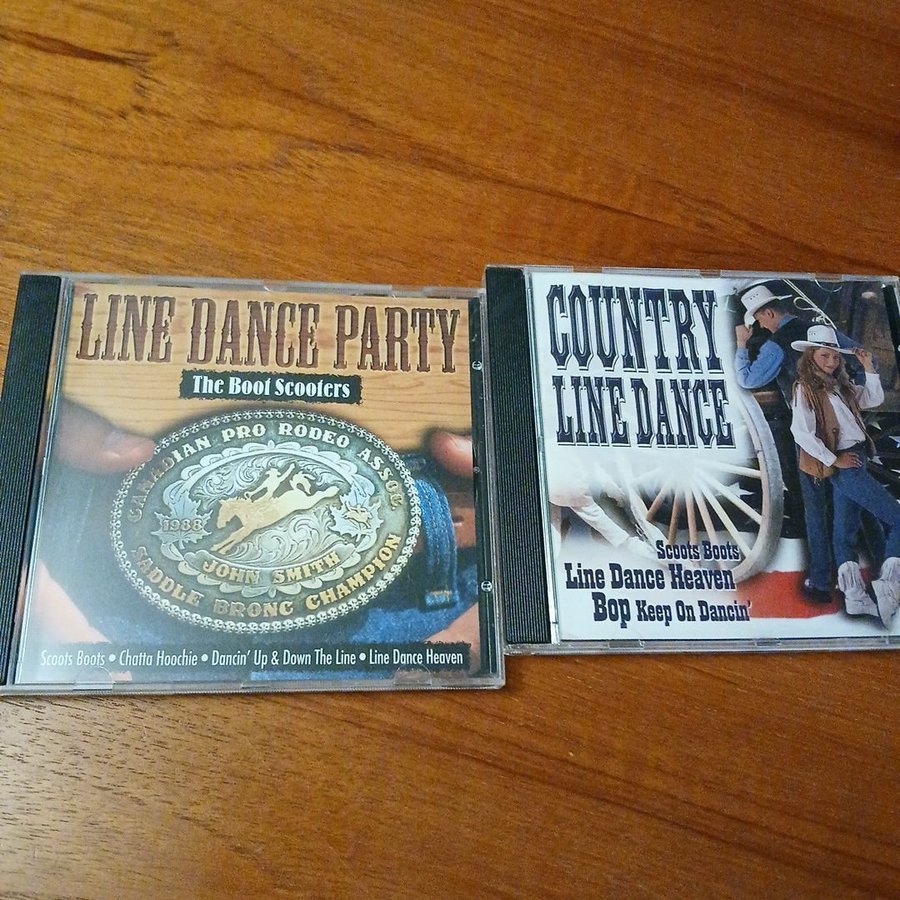 LINE DANCE PARTY
The Boot Scooters
CANADIAN PRO RODEO ASSOC.
1988
JOHN SMITH
SADDLE BRONC CHAMPION
Scoots Boots • Chatta Hoochie • Dancin' Up & Down The Line • Line Dance Heaven
COUNTRY
LINE DANCE
Scoots Boots
Line Dance Heaven
Bop Keep On Dancin'